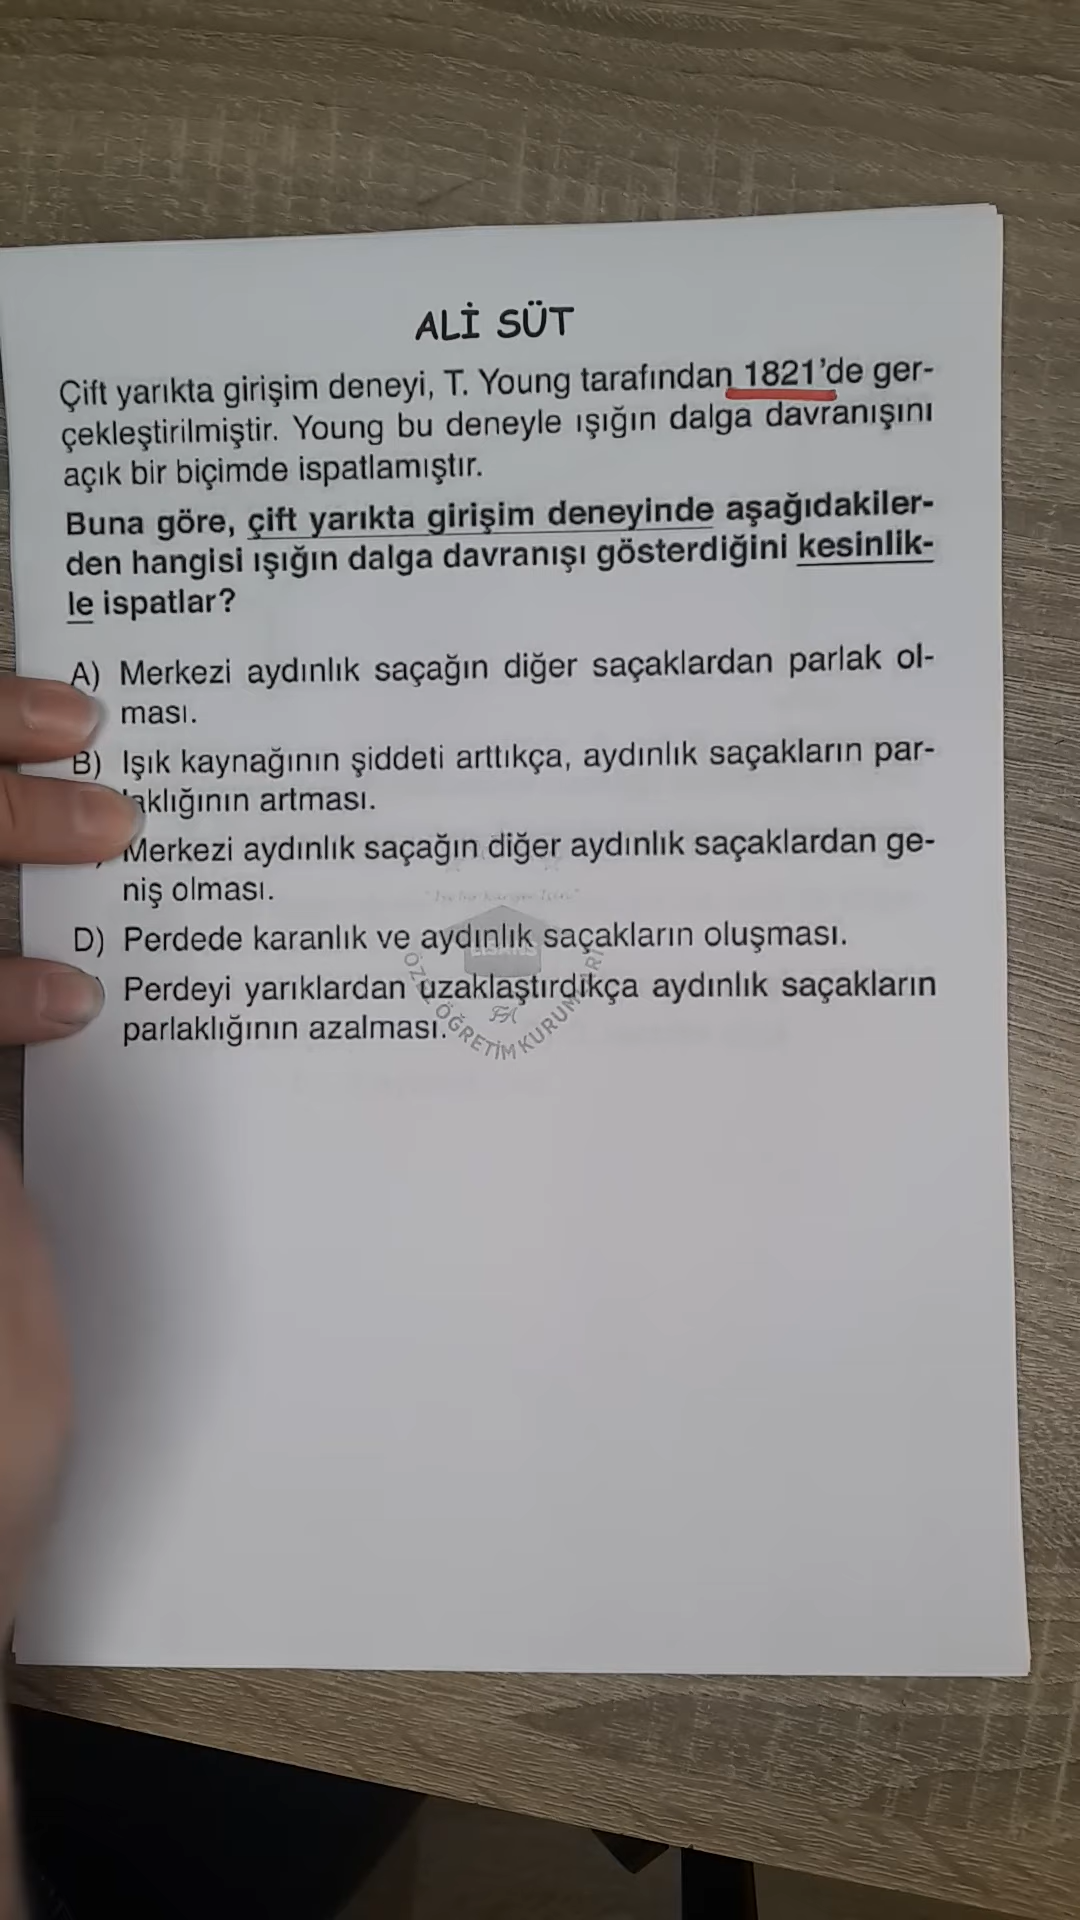 ALİ SÜT
Çift yarıkta girişim deneyi, T. Young tarafından 1821'de ger-
çekleştirilmiştir. Young bu deneyle ışığın dalga davranışını
açık bir biçimde ispatlamıştır.
Buna göre, çift yarıkta girişim deneyinde aşağıdakiler-
den hangisi ışığın dalga davranışı gösterdiğini kesinlik-
le ispatlar?
A) Merkezi aydınlık saçağın diğer saçaklardan parlak ol-
ması.
B) Işık kaynağının şiddeti arttıkça, aydınlık saçakların par-
laklığının artması.
Merkezi aydınlık saçağın diğer aydınlık saçaklardan ge-
niş olması.
D) Perdede karanlık ve aydınlık saçakların oluşması.
Perdeyi yarıklardan uzaklaştırdıkça aydınlık saçakların
parlaklığının azalması.
ÖZEL ÖĞRETİM KURUMLARI